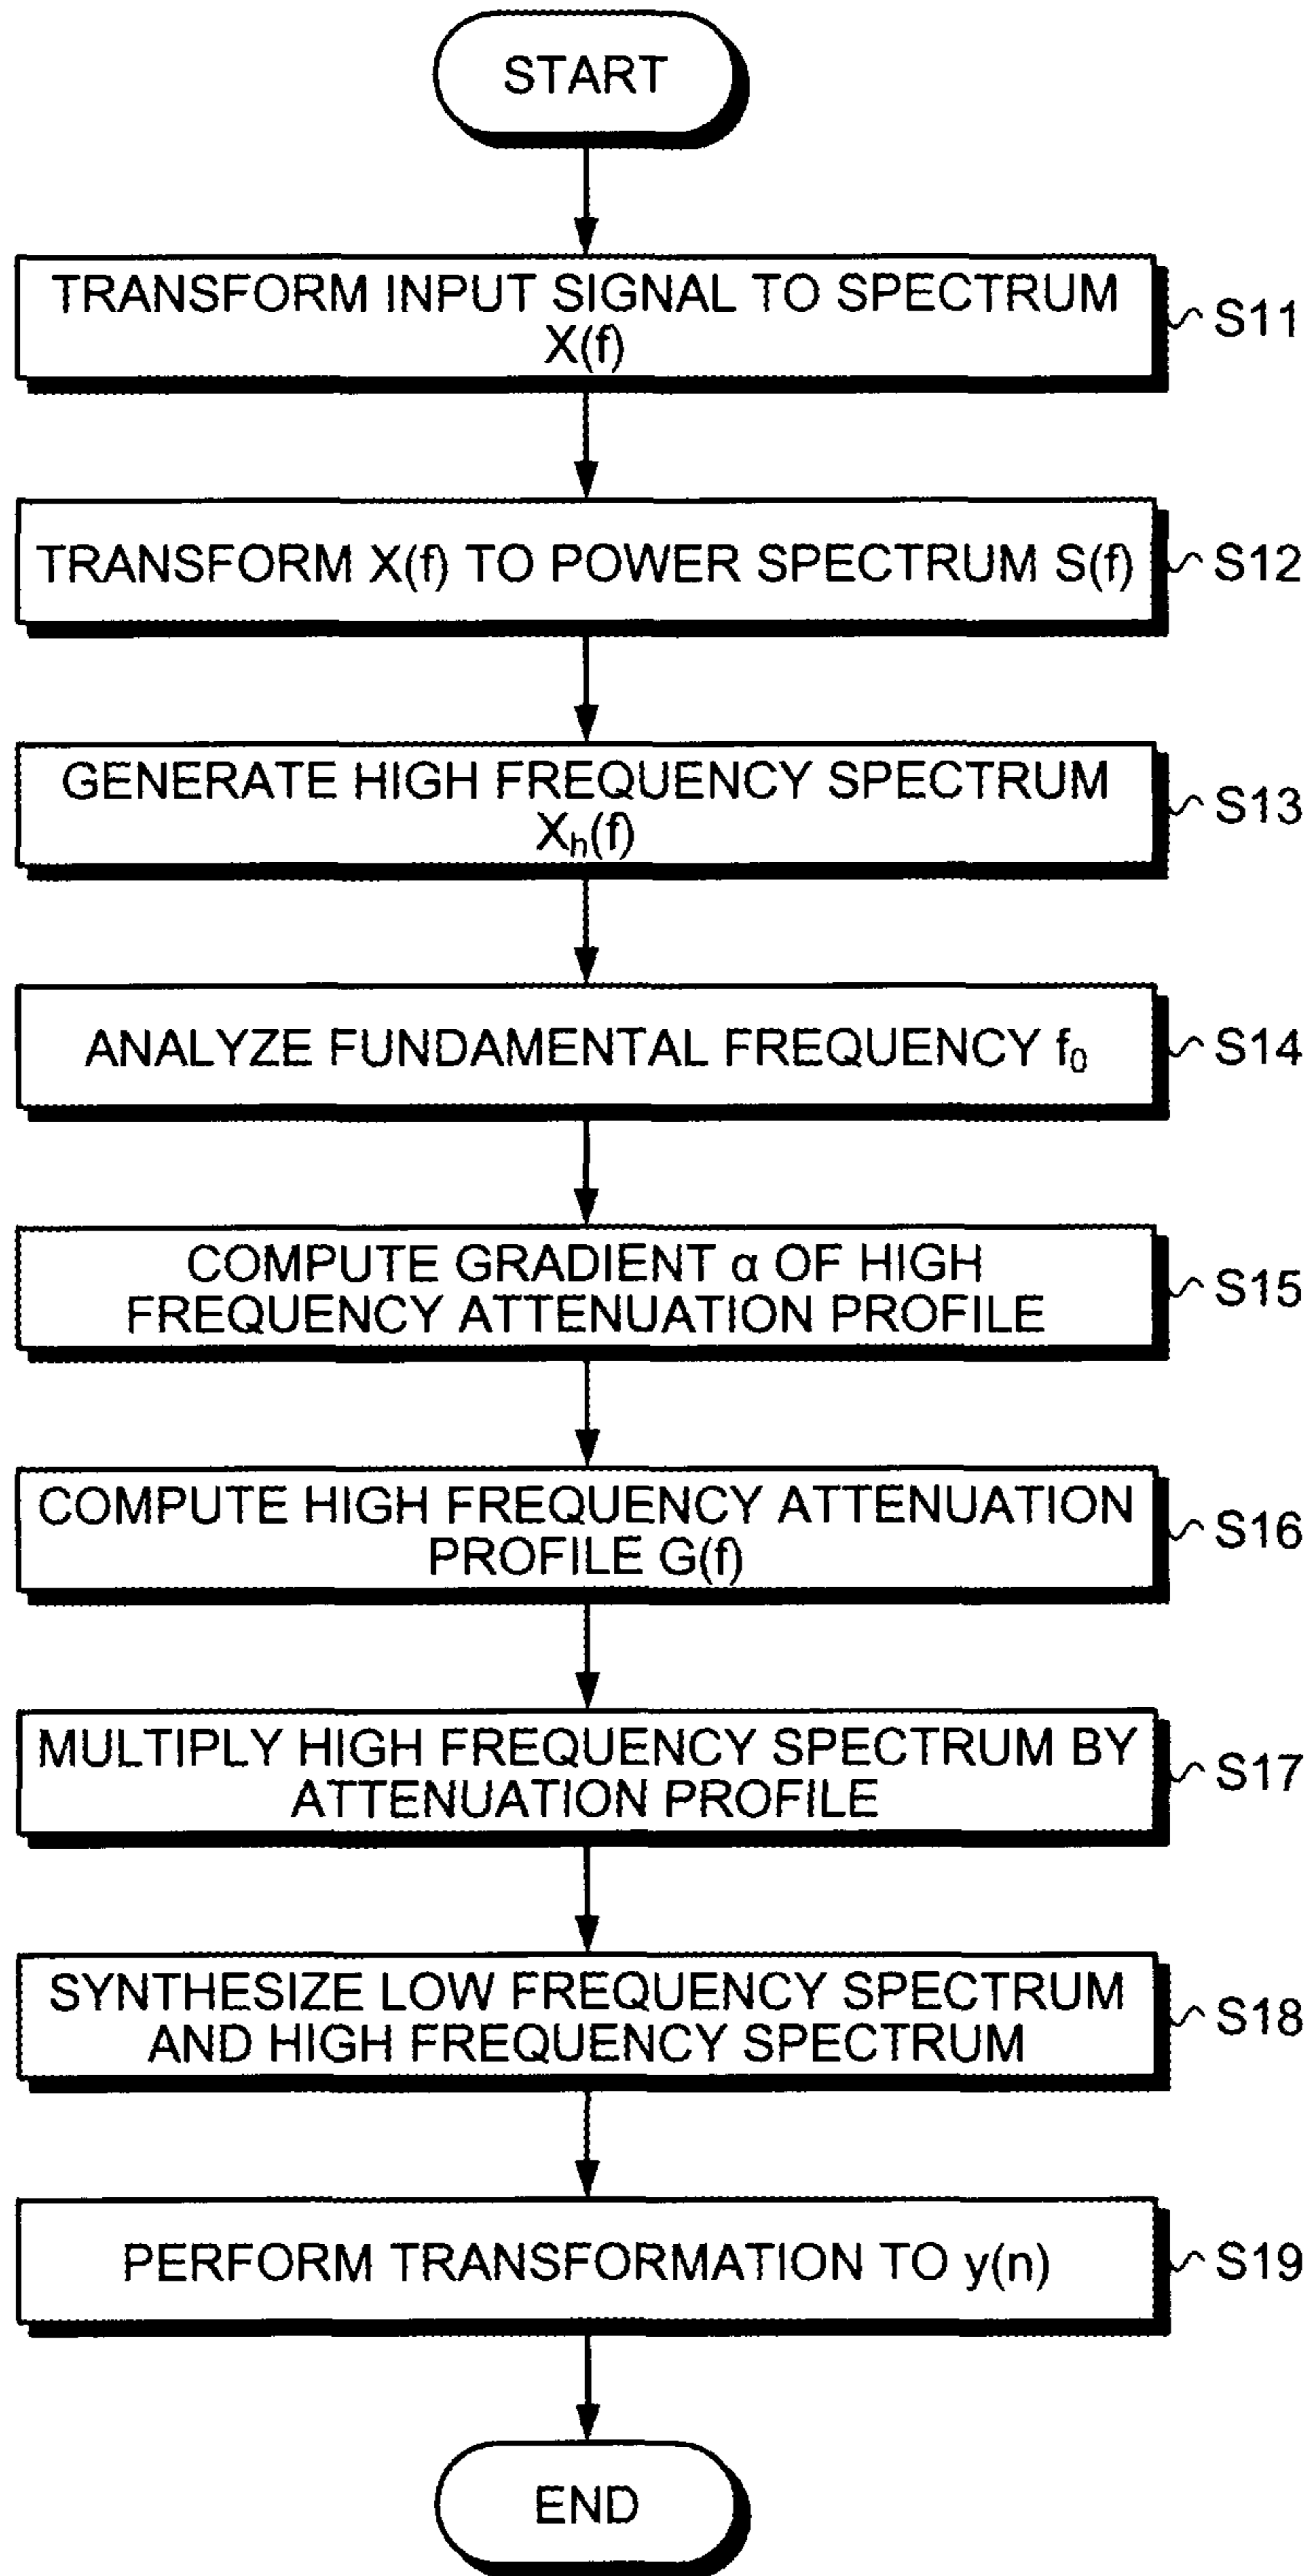 START
TRANSFORM INPUT SIGNAL TO SPECTRUM
X(f)
S11
TRANSFORM X(f) TO POWER SPECTRUM S(f)
S12
GENERATE HIGH FREQUENCY SPECTRUM
Xₕ(f)
S13
ANALYZE FUNDAMENTAL FREQUENCY f₀
S14
COMPUTE GRADIENT α OF HIGH
FREQUENCY ATTENUATION PROFILE
S15
COMPUTE HIGH FREQUENCY ATTENUATION
PROFILE G(f)
S16
MULTIPLY HIGH FREQUENCY SPECTRUM BY
ATTENUATION PROFILE
S17
SYNTHESIZE LOW FREQUENCY SPECTRUM
AND HIGH FREQUENCY SPECTRUM
S18
PERFORM TRANSFORMATION TO y(n)
S19
END